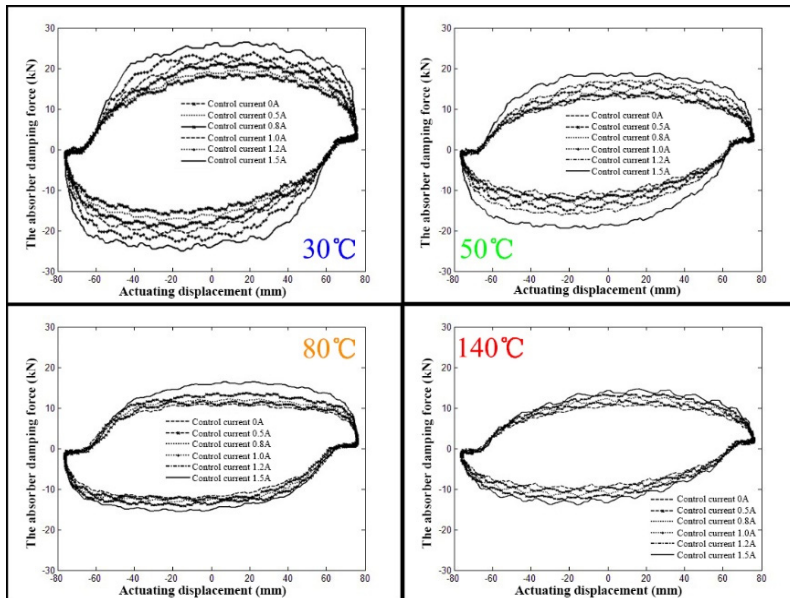 The absorber damping force (kN)
30
20
10
0
10
-20
-30
Control current 0A
Control current 0.5A
Control current 0.8A
Control current 1.0A
Control current 1.2A
Control current 1.5A
30℃
-80 -60 -40 -20 0 20 40 60 80
Actuating displacement (mm)
The absorber damping force (kN)
30
20
10
0
10
-20
-30
Control current 0A
Control current 0.5A
Control current 0.8A
Control current 1.0A
Control current 1.2A
Control current 1.5A
50℃
-80 -60 -40 -20 0 20 40 60 80
Actuating displacement (mm)
The absorber damping force (kN)
30
20
10
0
-10
-20
-30
80℃
Control current 0A
Control current 0.5A
Control current 0.8A
Control current 1.0A
Control current 1.2A
Control current 1.5A
-80 -60 -40 -20 0 20 40 60 80
Actuating displacement (mm)
The absorber damping force (kN)
30
20
10
0
-10
-20
-30
140℃
Control current 0A
Control current 0.5A
Control current 0.8A
Control current 1.0A
Control current 1.2A
Control current 1.5A
-80 -60 -40 -20 0 20 40 60 80
Actuating displacement (mm)